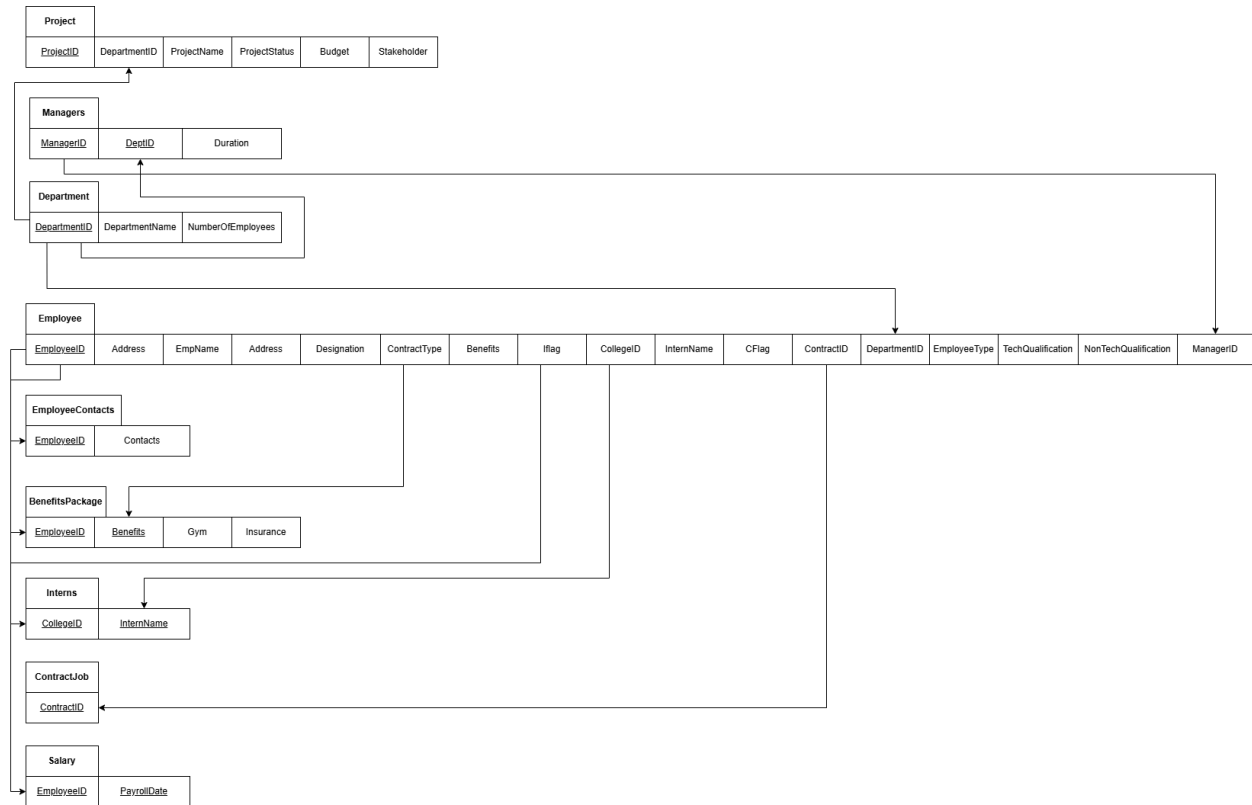 Project
ProjectID DepartmentID ProjectName ProjectStatus Budget Stakeholder
Managers
ManagerID DeptID Duration
Department
DepartmentID DepartmentName NumberOfEmployees
Employee
EmployeeID Address EmpName Address Designation ContractType Benefits Iflag CollegeID InternName CFlag ContractID DepartmentID EmployeeType TechQualification NonTechQualification ManagerID
EmployeeContacts
EmployeeID Contacts
BenefitsPackage
EmployeeID Benefits Gym Insurance
Interns
CollegeID InternName
ContractJob
ContractID
Salary
EmployeeID PayrollDate